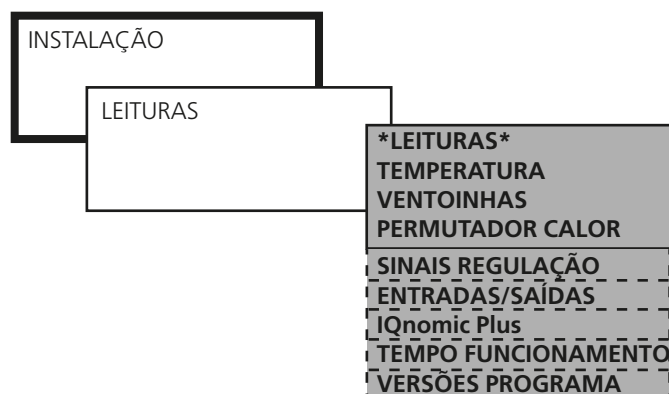 INSTALAÇÃO
LEITURAS
*LEITURAS*
TEMPERATURA
VENTOINHAS
PERMUTADOR CALOR
SINAIS REGULAÇÃO
ENTRADAS/SAÍDAS
IQnomic Plus
TEMPO FUNCIONAMENTO
VERSÕES PROGRAMA